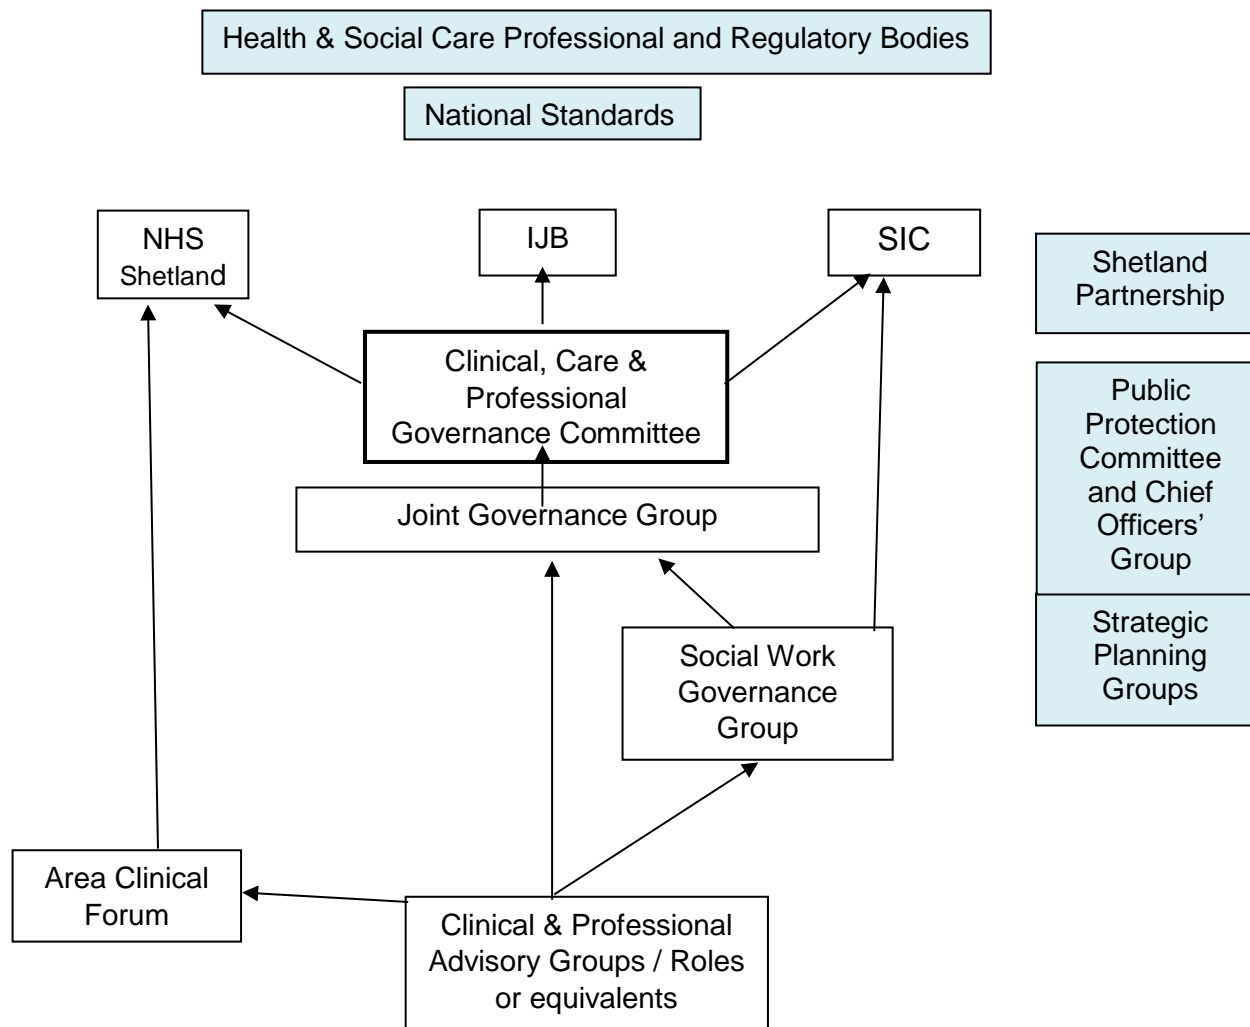 Health & Social Care Professional and Regulatory Bodies
National Standards
NHS
Shetland
IJB
SIC
Shetland
Partnership
Clinical, Care &
Professional
Governance Committee
Public
Protection
Committee
and Chief
Officers’
Group
Joint Governance Group
Strategic
Planning
Groups
Social Work
Governance
Group
Area Clinical
Forum
Clinical & Professional
Advisory Groups / Roles
or equivalents